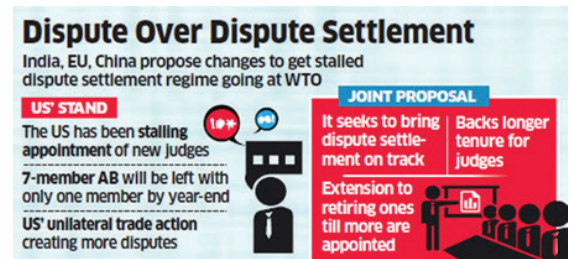 Dispute Over Dispute Settlement
India, EU, China propose changes to get stalled
dispute settlement regime going at WTO
US' STAND
The US has been stalling
appointment of new judges
7-member AB will be left with
only one member by year-end
US' unilateral trade action
creating more disputes
!@*
JOINT PROPOSAL
It seeks to bring
dispute settle-
ment on track
Backs longer
tenure for
judges
Extension to
retiring ones
till more are
appointed